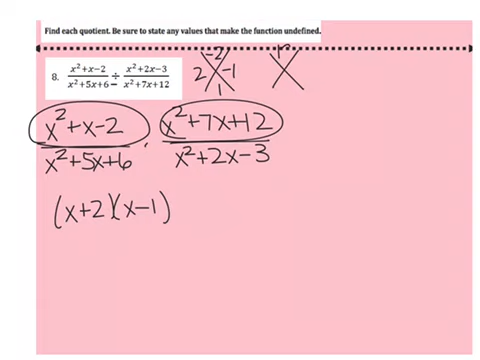 Find each quotient. Be sure to state any values that make the function undefined.
8. (x²+x−2)/(x²+5x+6) ÷ (x²+2x−3)/(x²+7x+12)
-2
2 -1
1
x²+x-2 x²+7x+12
x²+5x+6 · x²+2x-3
(x+2)(x-1)